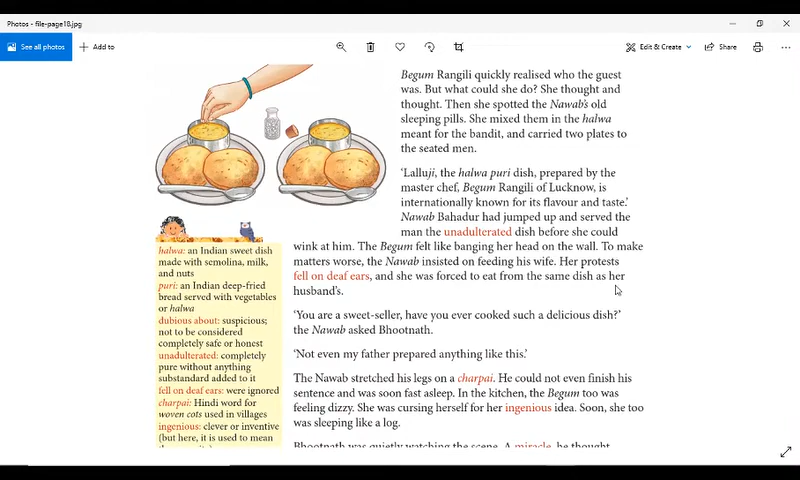 Photos - file-page18.jpg
See all photos
Add to
Edit & Create
Share
Begum Rangili quickly realised who the guest
was. But what could she do? She thought and
thought. Then she spotted the Nawab's old
sleeping pills. She mixed them in the halwa
meant for the bandit, and carried two plates to
the seated men.
'Lalluji, the halwa puri dish, prepared by the
master chef, Begum Rangili of Lucknow, is
internationally known for its flavour and taste.'
Nawab Bahadur had jumped up and served the
man the unadulterated dish before she could
wink at him. The Begum felt like banging her head on the wall. To make
matters worse, the Nawab insisted on feeding his wife. Her protests
fell on deaf ears, and she was forced to eat from the same dish as her
husband's.
'You are a sweet-seller, have you ever cooked such a delicious dish?'
the Nawab asked Bhootnath.
'Not even my father prepared anything like this.'
The Nawab stretched his legs on a charpai. He could not even finish his
sentence and was soon fast asleep. In the kitchen, the Begum too was
feeling dizzy. She was cursing herself for her ingenious idea. Soon, she too
was sleeping like a log.
Bhootnath was quietly watching the scene. A miracle, he thought
halwa: an Indian sweet dish
made with semolina, milk,
and nuts
puri: an Indian deep-fried
bread served with vegetables
or halwa
dubious about: suspicious;
not to be considered
completely safe or honest
unadulterated: completely
pure without anything
substandard added to it
fell on deaf ears: were ignored
charpai: Hindi word for
woven cots used in villages
ingenious: clever or inventive
(but here, it is used to mean